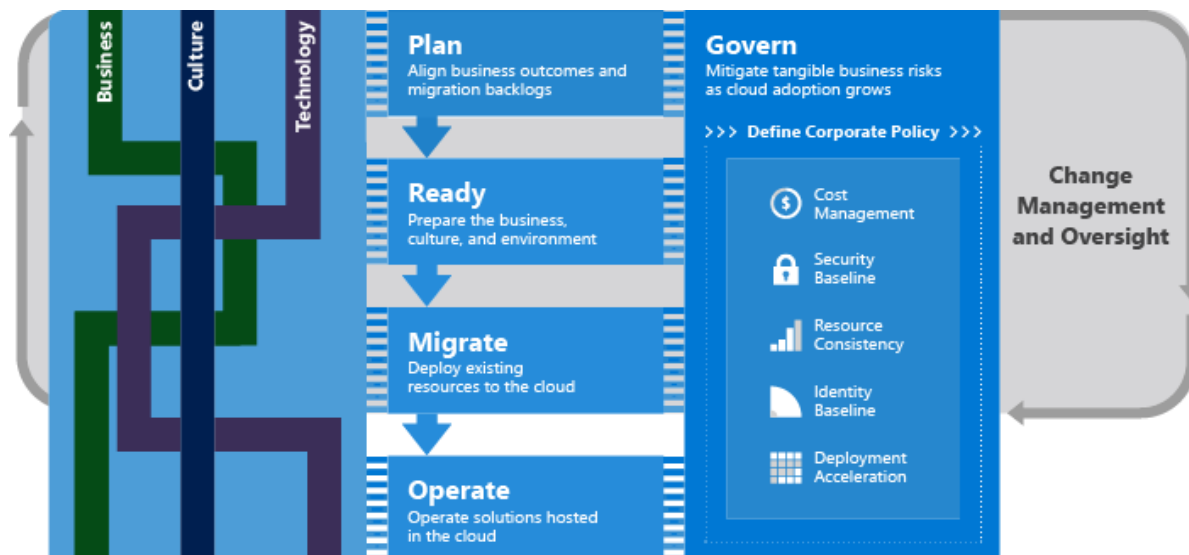 Business
Culture
Technology
Plan
Align business outcomes and
migration backlogs
Ready
Prepare the business,
culture, and environment
Migrate
Deploy existing
resources to the cloud
Operate
Operate solutions hosted
in the cloud
Govern
Mitigate tangible business risks
as cloud adoption grows
>>> Define Corporate Policy >>>
Cost
Management
Security
Baseline
Resource
Consistency
Identity
Baseline
Deployment
Acceleration
Change
Management
and Oversight